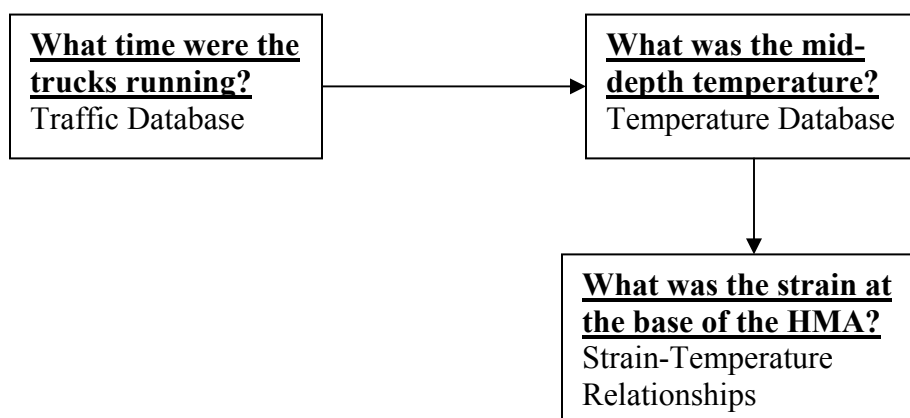 What time were the
trucks running?
Traffic Database
What was the mid-
depth temperature?
Temperature Database
What was the strain at
the base of the HMA?
Strain-Temperature
Relationships